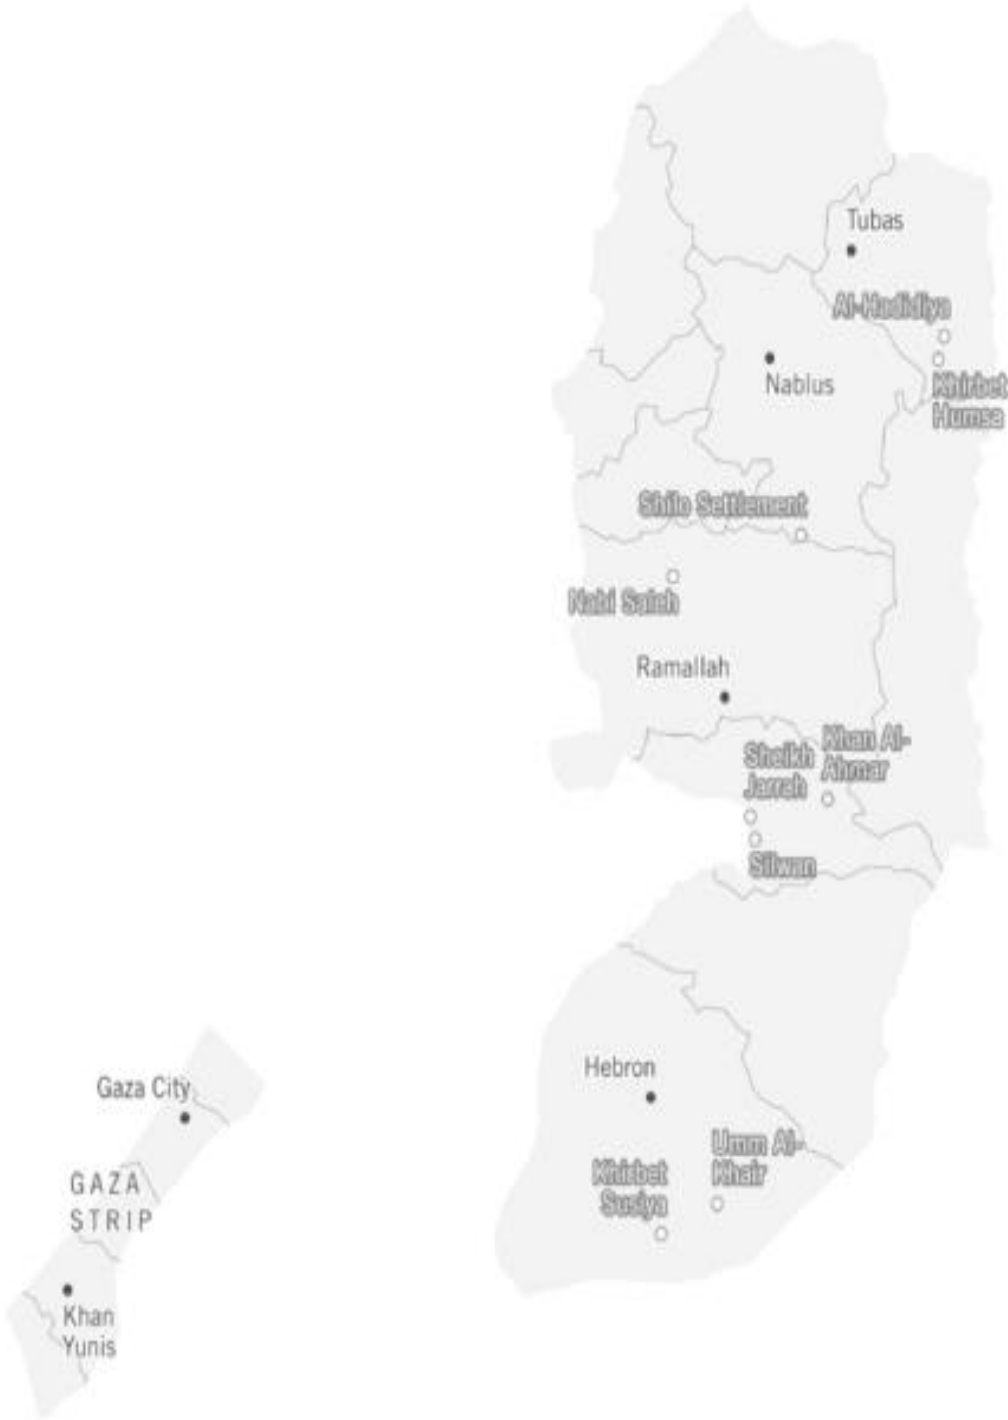 Tubas
Al-Hadidiya
Nablus
Khirbet
Humsa
Shilo Settlement
Nabi Saleh
Ramallah
Khan Al-
Ahmar
Sheikh
Jarrah
Silwan
Hebron
Gaza City
Umm Al-
Khair
Khirbet
Susiya
GAZA
STRIP
Khan
Yunis